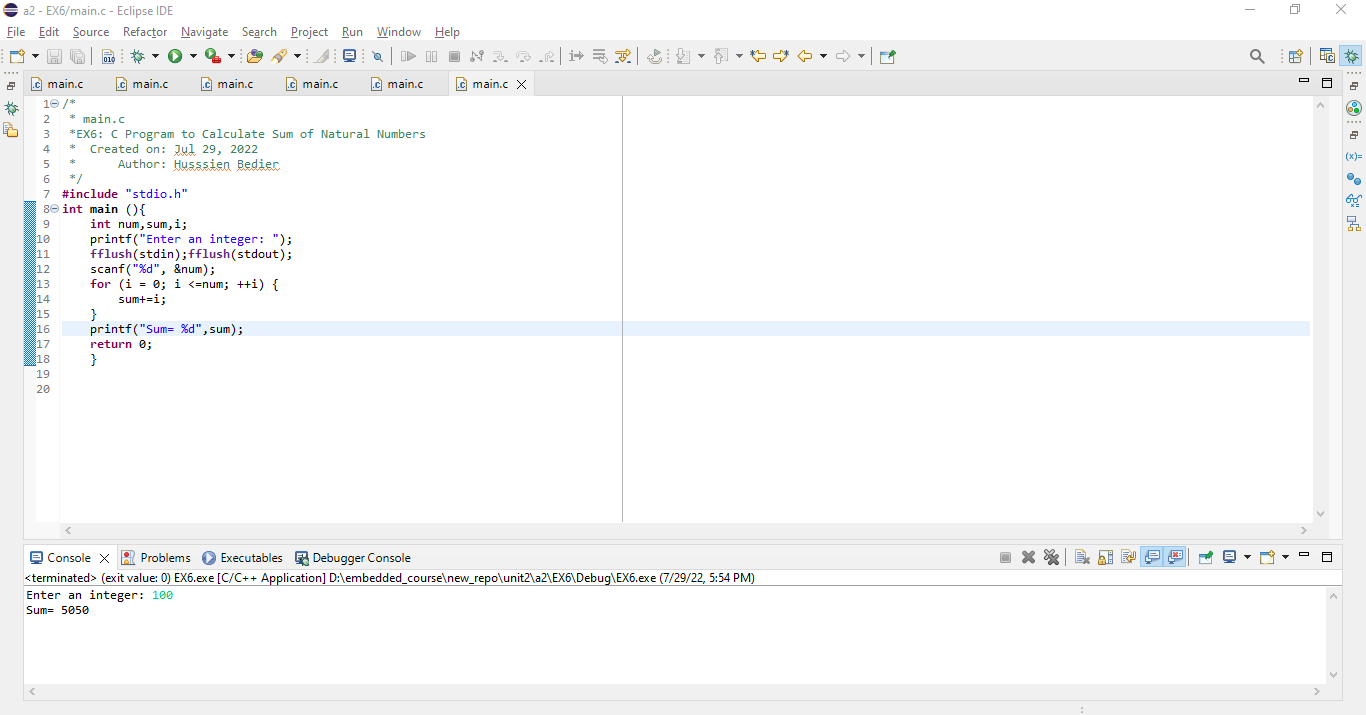 a2 - EX6/main.c - Eclipse IDE
File Edit Source Refactor Navigate Search Project Run Window Help
010
main.c main.c main.c main.c main.c main.c
1 /*
2  * main.c
3  *EX6: C Program to Calculate Sum of Natural Numbers
4  *  Created on: Jul 29, 2022
5  *      Author: Husssien Bedier
6  */
7 #include "stdio.h"
8 int main (){
9     int num,sum,i;
10     printf("Enter an integer: ");
11     fflush(stdin);fflush(stdout);
12     scanf("%d", &num);
13     for (i = 0; i <=num; ++i) {
14         sum+=i;
15     }
16     printf("Sum= %d",sum);
17     return 0;
18     }
19
20
(x)=
Console Problems Executables Debugger Console
<terminated> (exit value: 0) EX6.exe [C/C++ Application] D:\embedded_course\new_repo\unit2\a2\EX6\Debug\EX6.exe (7/29/22, 5:54 PM)
Enter an integer: 100
Sum= 5050